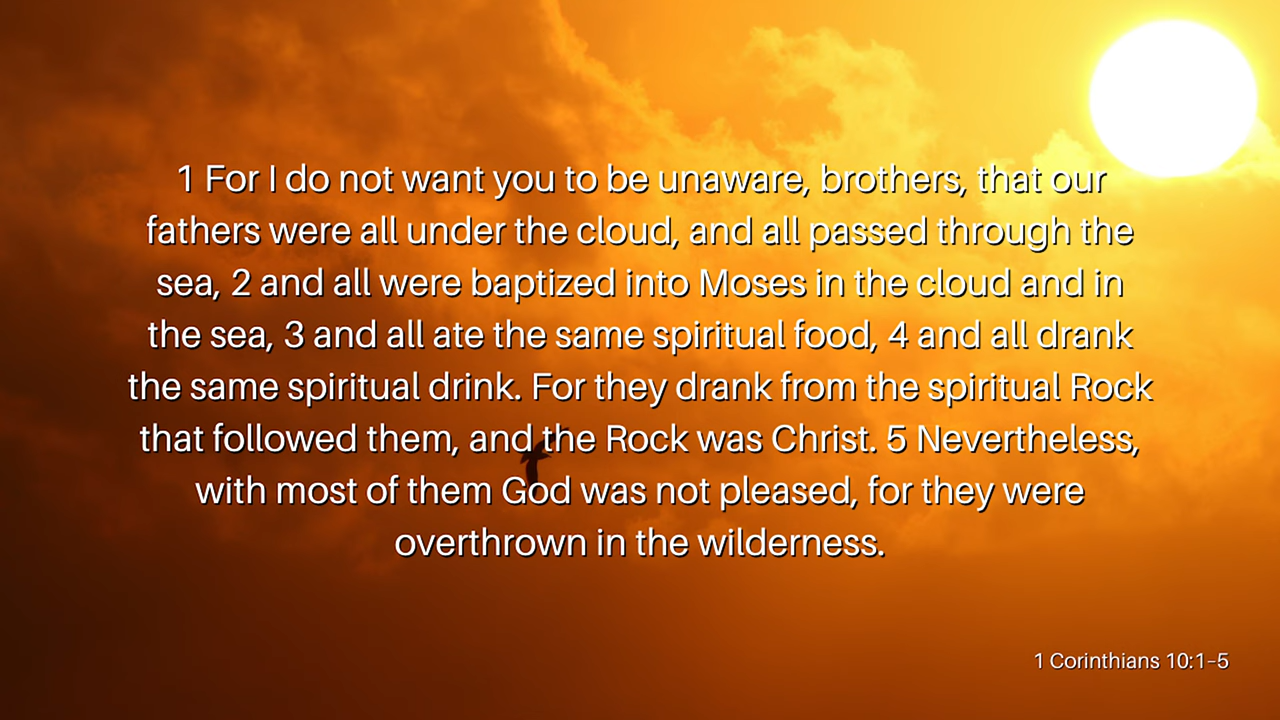 1 For I do not want you to be unaware, brothers, that our
fathers were all under the cloud, and all passed through the
sea, 2 and all were baptized into Moses in the cloud and in
the sea, 3 and all ate the same spiritual food, 4 and all drank
the same spiritual drink. For they drank from the spiritual Rock
that followed them, and the Rock was Christ. 5 Nevertheless,
with most of them God was not pleased, for they were
overthrown in the wilderness.
1 Corinthians 10:1–5